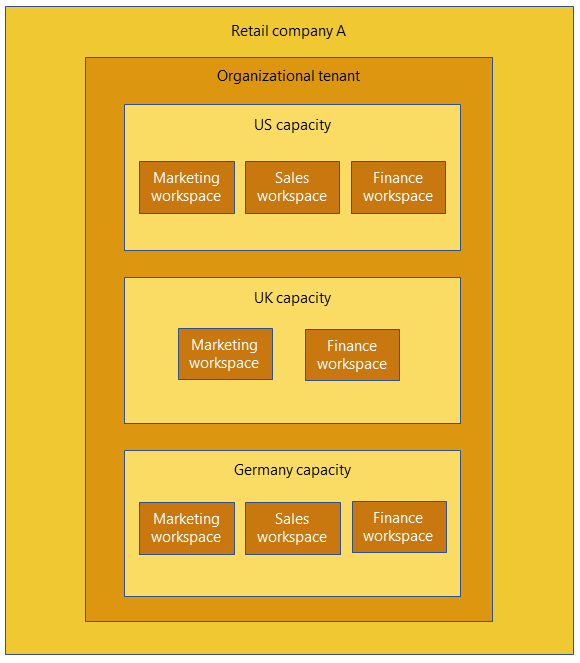 Retail company A
Organizational tenant
US capacity
Marketing
workspace
Sales
workspace
Finance
workspace
UK capacity
Marketing
workspace
Finance
workspace
Germany capacity
Marketing
workspace
Sales
workspace
Finance
workspace